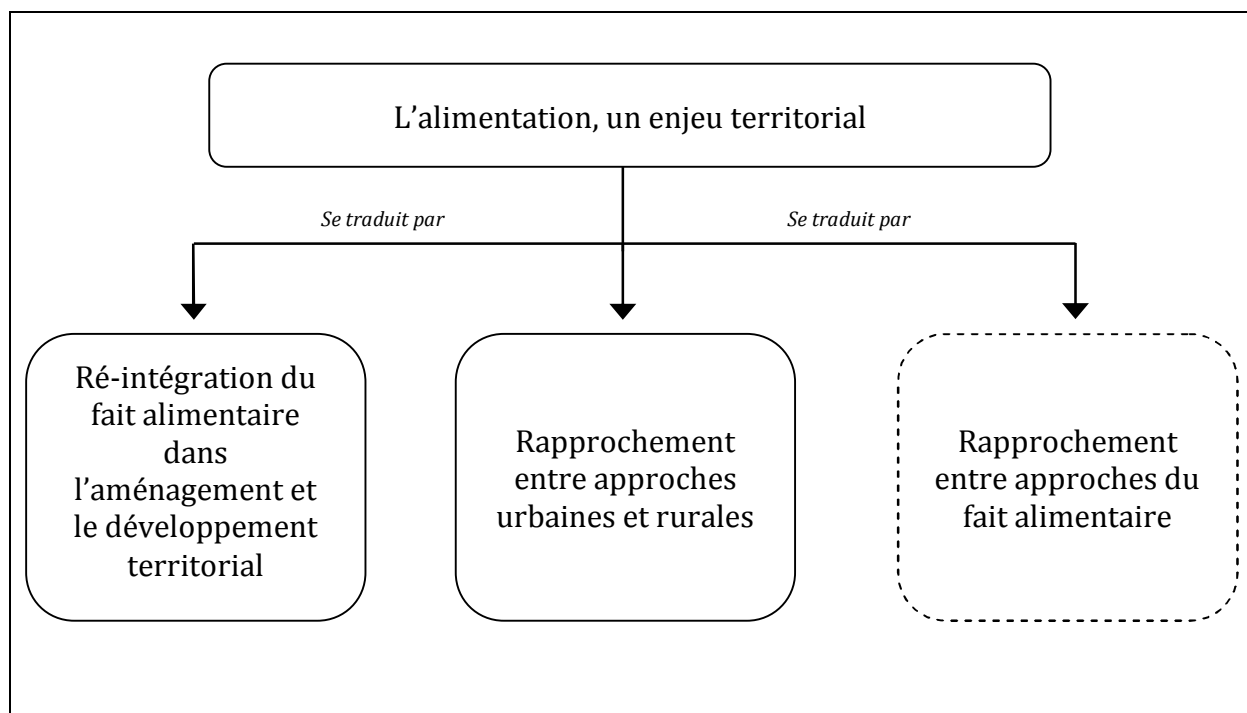 L’alimentation, un enjeu territorial
Se traduit par
Se traduit par
Ré-intégration du
fait alimentaire
dans
l’aménagement et
le développement
territorial
Rapprochement
entre approches
urbaines et rurales
Rapprochement
entre approches du
fait alimentaire